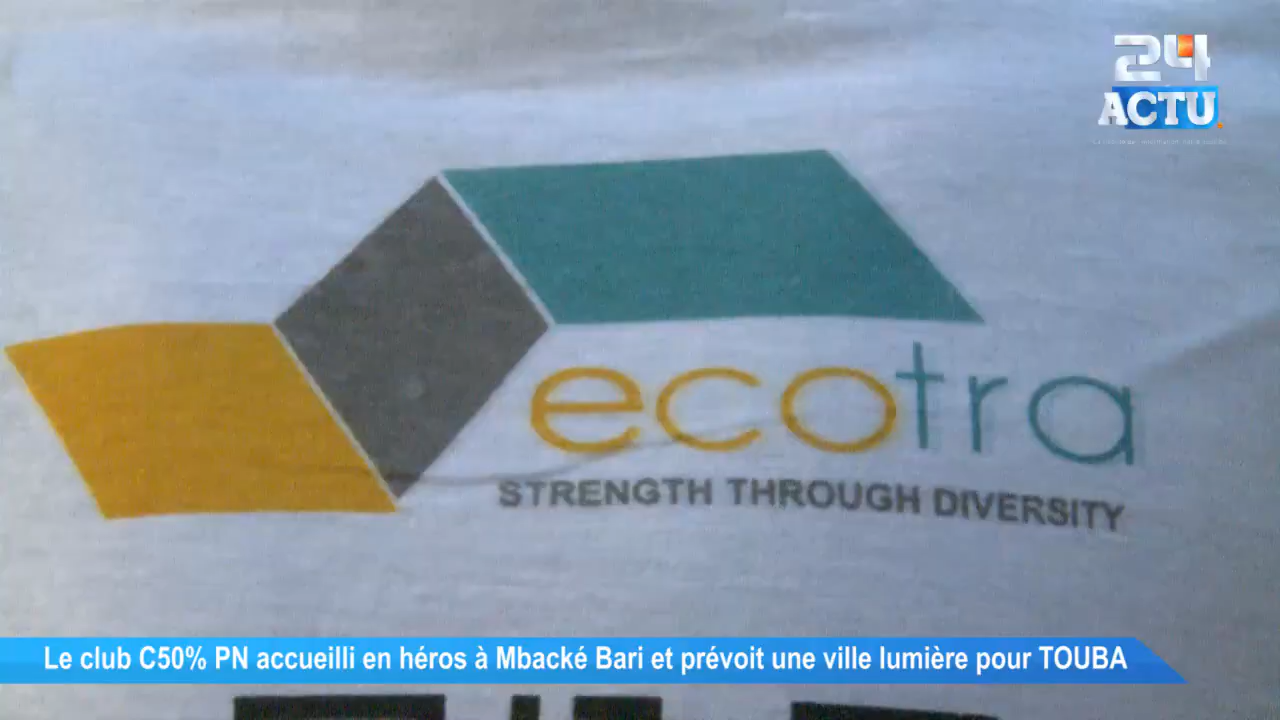 24
ACTU
ecotra
STRENGTH THROUGH DIVERSITY
Le club C50% PN accueilli en héros à Mbacké Bari et prévoit une ville lumière pour TOUBA